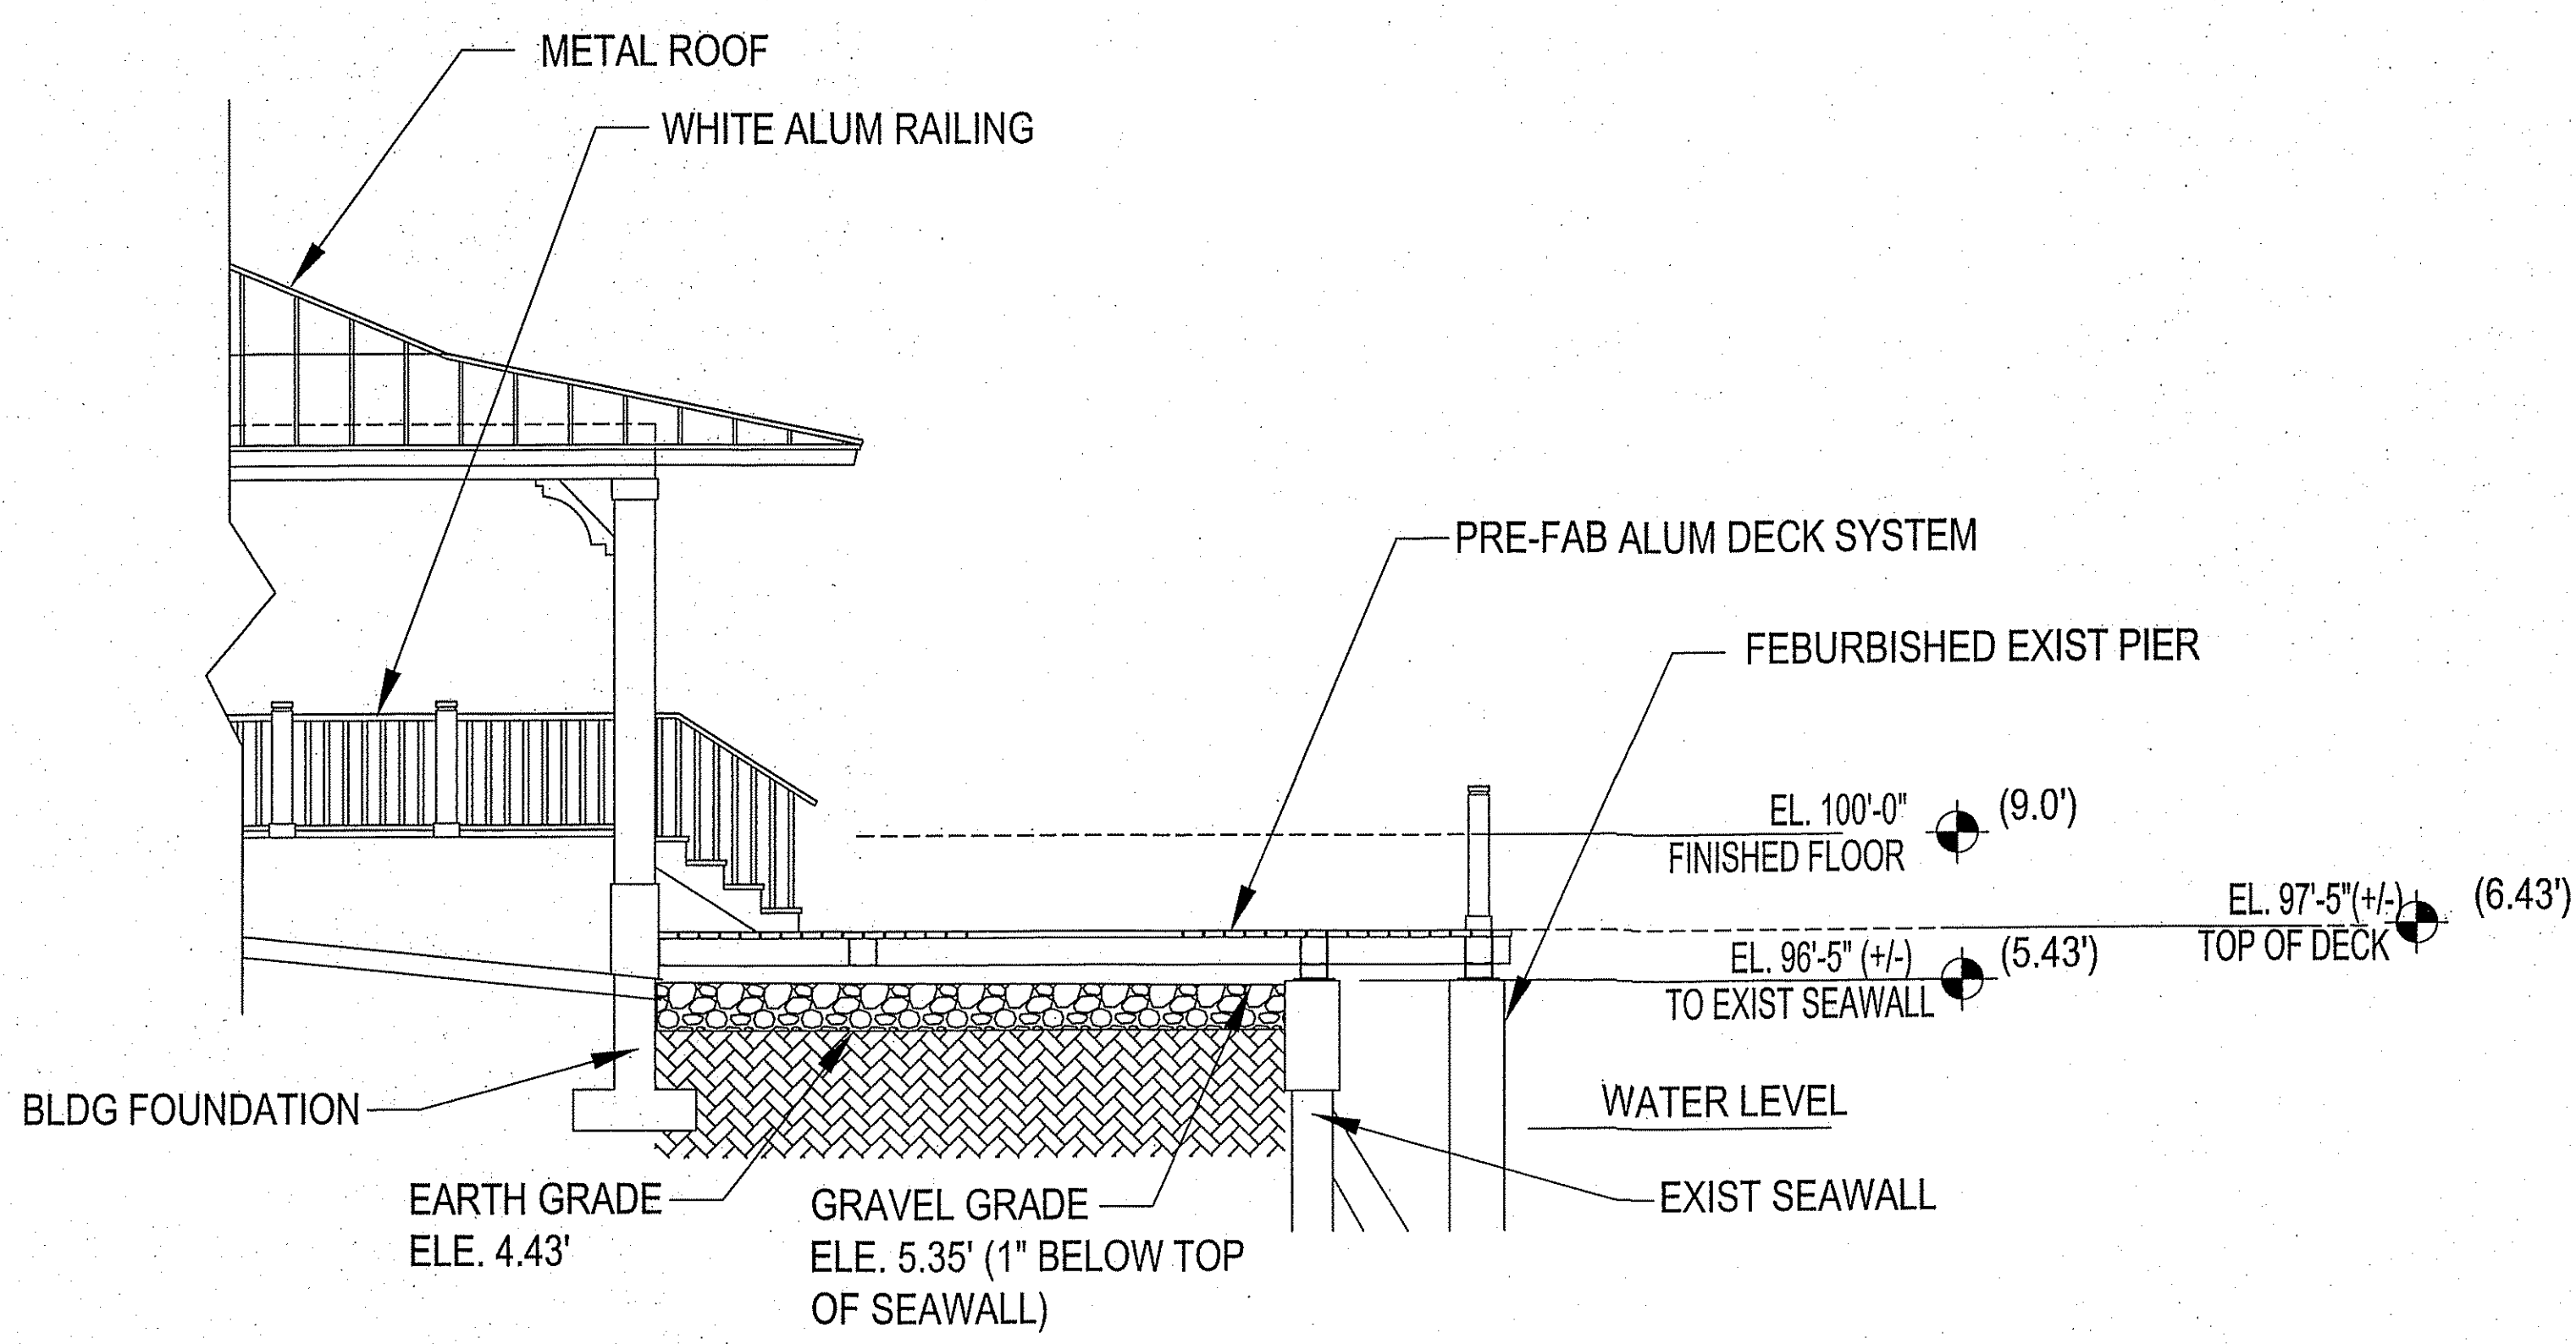 METAL ROOF
WHITE ALUM RAILING
PRE-FAB ALUM DECK SYSTEM
FEBURBISHED EXIST PIER
EL. 100'-0" (9.0')
FINISHED FLOOR
EL. 97'-5"(+/-) (6.43')
TOP OF DECK
EL. 96'-5" (+/-) (5.43')
TO EXIST SEAWALL
WATER LEVEL
BLDG FOUNDATION
EXIST SEAWALL
EARTH GRADE
ELE. 4.43'
GRAVEL GRADE
ELE. 5.35' (1" BELOW TOP
OF SEAWALL)